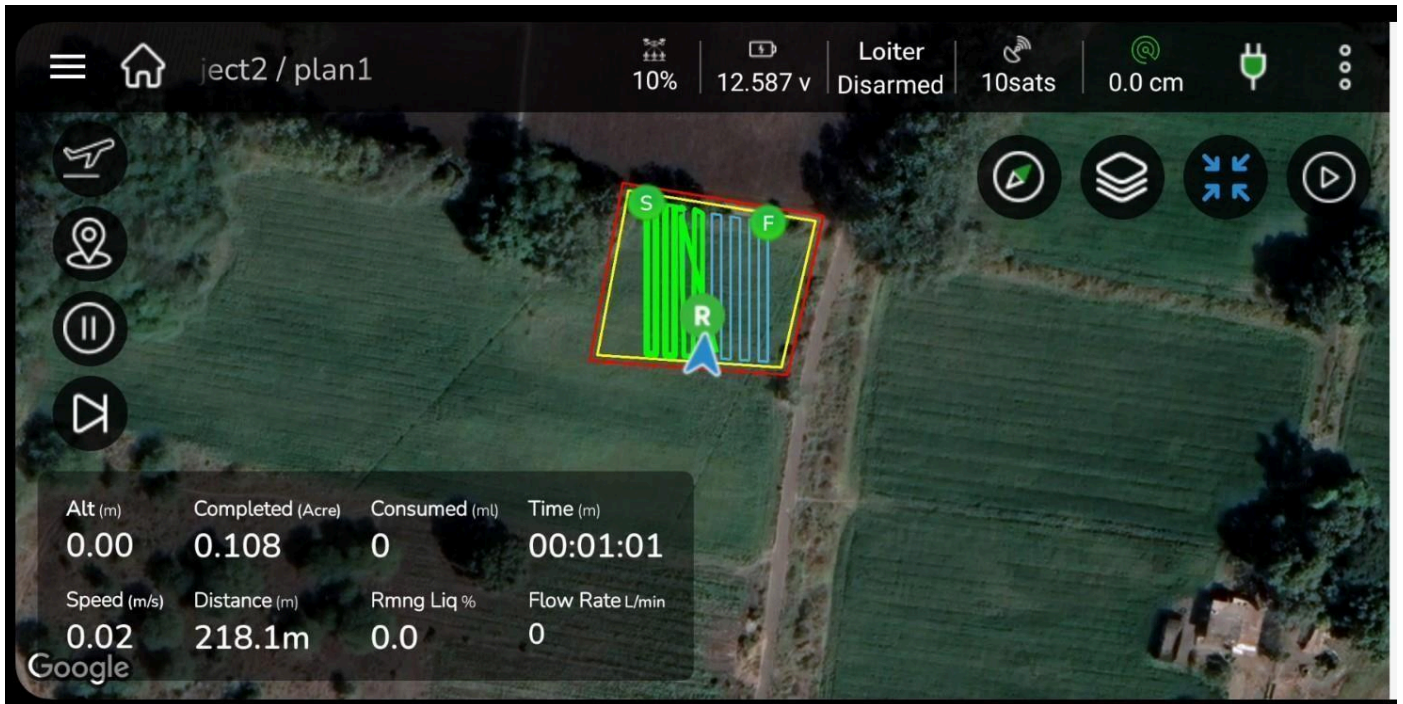 ject2 / plan1
10%
12.587 v
Loiter
Disarmed
10sats
0.0 cm
S
F
R
Alt (m) Completed (Acre) Consumed (ml) Time (m)
0.00 0.108 0 00:01:01
Speed (m/s) Distance (m) Rmng Liq % Flow Rate L/min
0.02 218.1m 0.0 0
Google